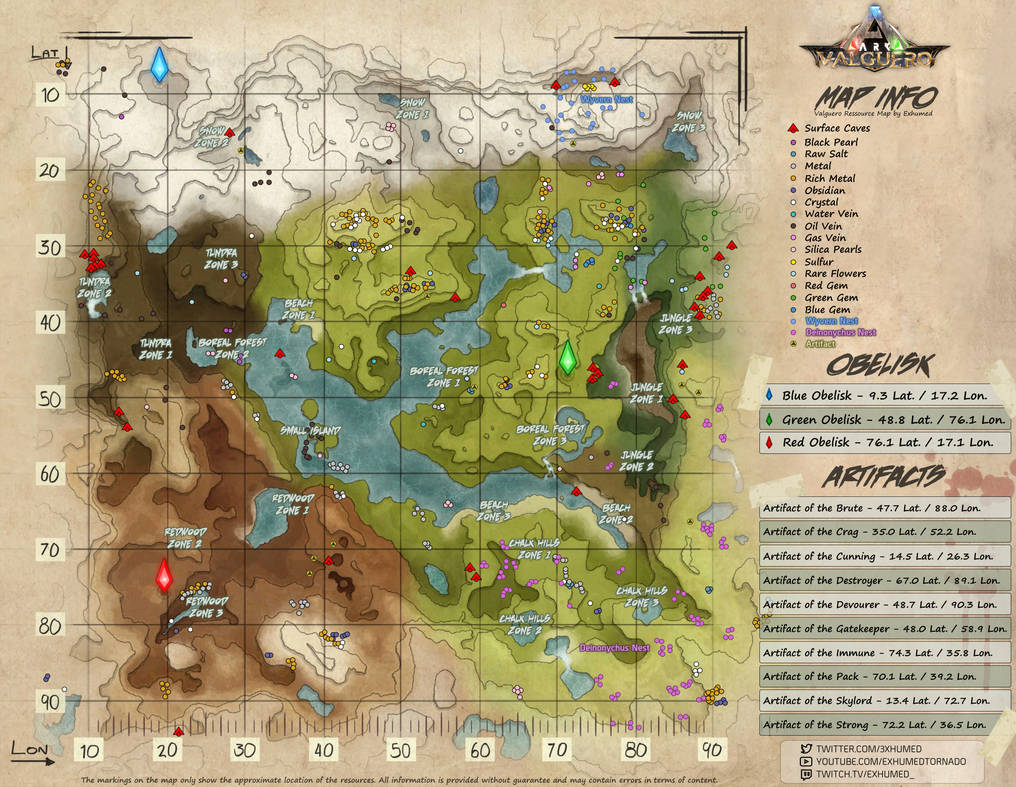 LAT
10
20
30
40
50
60
70
80
90
LON
10
20
30
40
50
60
70
80
90
SNOW
ZONE 1
SNOW
ZONE 2
Wyvern Nest
SNOW
ZONE 3
TUNDRA
ZONE 3
TUNDRA
ZONE 2
BEACH
ZONE 1
JUNGLE
ZONE 3
TUNDRA
ZONE 1
BOREAL FOREST
ZONE 2
BOREAL FOREST
ZONE 1
JUNGLE
ZONE 1
SMALL ISLAND
BOREAL FOREST
ZONE 3
JUNGLE
ZONE 2
REDWOOD
ZONE 1
BEACH
ZONE 3
BEACH
ZONE 2
REDWOOD
ZONE 2
CHALK HILLS
ZONE 1
REDWOOD
ZONE 3
CHALK HILLS
ZONE 3
CHALK HILLS
ZONE 2
Deinonychus Nest
The markings on the map only show the approximate location of the resources. All information is provided without guarantee and may contain errors in terms of content.
ARK
VALGUERO
MAP INFO
Valguero Ressource Map by Exhumed
Surface Caves
Black Pearl
Raw Salt
Metal
Rich Metal
Obsidian
Crystal
Water Vein
Oil Vein
Gas Vein
Silica Pearls
Sulfur
Rare Flowers
Red Gem
Green Gem
Blue Gem
Wyvern Nest
Deinonychus Nest
Artifact
OBELISK
Blue Obelisk - 9.3 Lat. / 17.2 Lon.
Green Obelisk - 48.8 Lat. / 76.1 Lon.
Red Obelisk - 76.1 Lat. / 17.1 Lon.
ARTIFACTS
Artifact of the Brute - 47.7 Lat. / 88.0 Lon.
Artifact of the Crag - 35.0 Lat. / 52.2 Lon.
Artifact of the Cunning - 14.5 Lat. / 26.3 Lon.
Artifact of the Destroyer - 67.0 Lat. / 89.1 Lon.
Artifact of the Devourer - 48.7 Lat. / 90.3 Lon.
Artifact of the Gatekeeper - 48.0 Lat. / 58.9 Lon.
Artifact of the Immune - 74.3 Lat. / 35.8 Lon.
Artifact of the Pack - 70.1 Lat. / 39.2 Lon.
Artifact of the Skylord - 13.4 Lat. / 72.7 Lon.
Artifact of the Strong - 72.2 Lat. / 36.5 Lon.
TWITTER.COM/3XHUMED
YOUTUBE.COM/EXHUMEDTORNADO
TWITCH.TV/EXHUMED_